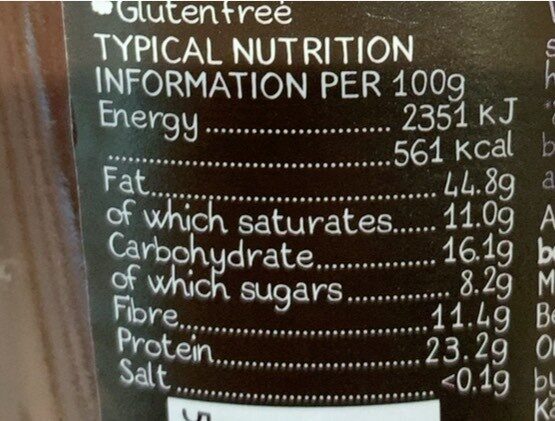 Glutenfree
TYPICAL NUTRITION
INFORMATION PER 100g
Energy ........................... 2351 KJ
.........................................561 Kcal
Fat......................................... 44.8g
of which saturates...... 11.0g
Carbohydrate............... 16.1g
of which sugars.............. 8.2g
Fibre.................................... 11.4g
Protein............................... 23.2g
Salt..................................... <0.1g